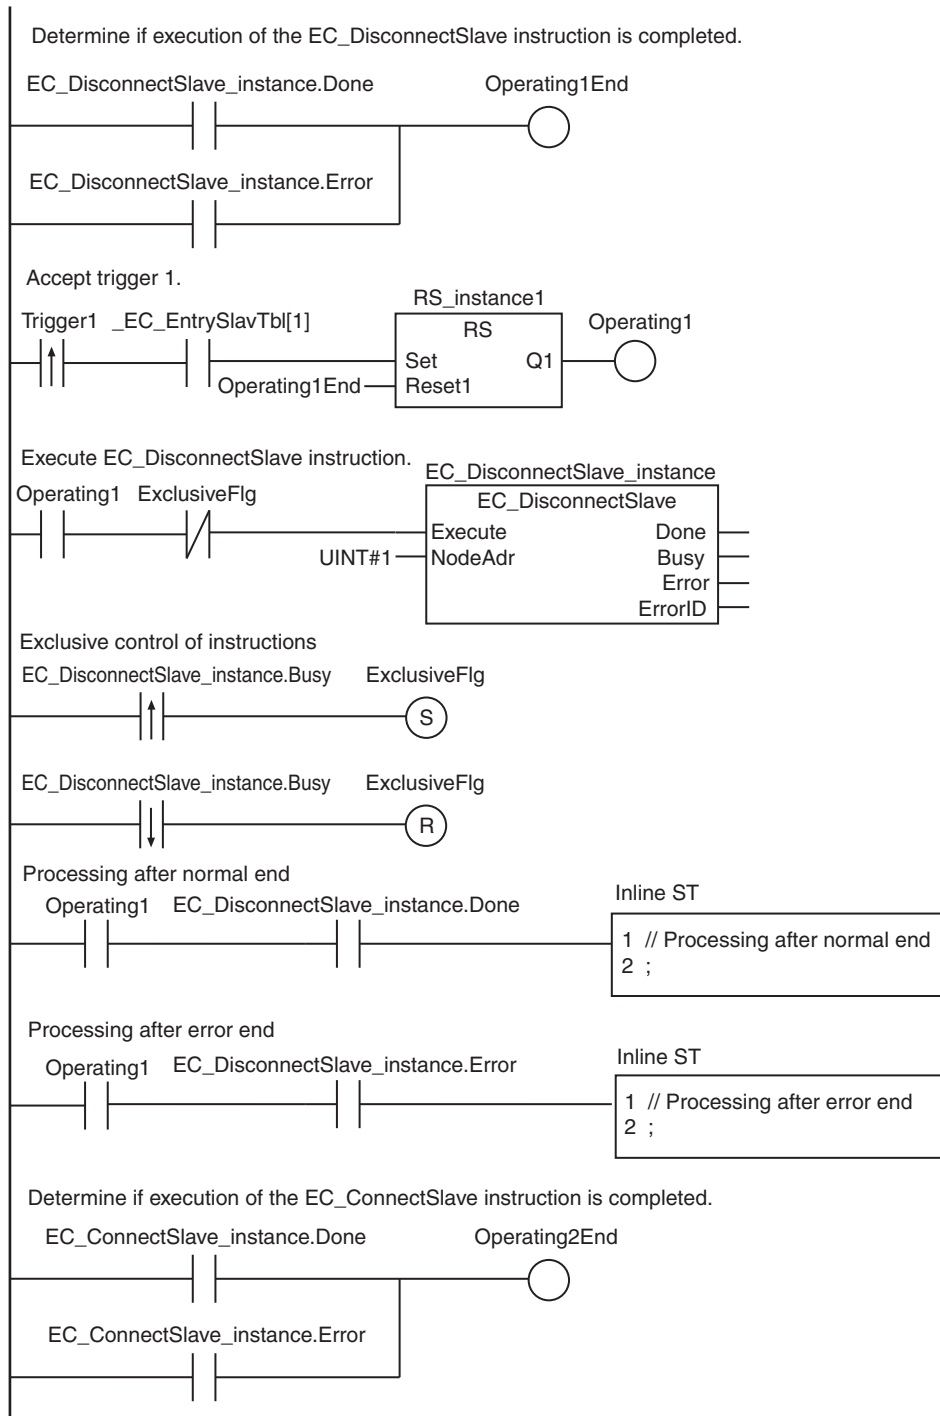 Determine if execution of the EC_DisconnectSlave instruction is completed.
EC_DisconnectSlave_instance.Done Operating1End
EC_DisconnectSlave_instance.Error
Accept trigger 1.
RS_instance1
Trigger1 _EC_EntrySlavTbl[1] RS Operating1
Set Q1
Operating1End Reset1
Execute EC_DisconnectSlave instruction.
EC_DisconnectSlave_instance
Operating1 ExclusiveFlg EC_DisconnectSlave
Execute Done
UINT#1 NodeAdr Busy
Error
ErrorID
Exclusive control of instructions
EC_DisconnectSlave_instance.Busy ExclusiveFlg
S
EC_DisconnectSlave_instance.Busy ExclusiveFlg
R
Processing after normal end
Inline ST
Operating1 EC_DisconnectSlave_instance.Done
1 // Processing after normal end
2 ;
Processing after error end
Inline ST
Operating1 EC_DisconnectSlave_instance.Error
1 // Processing after error end
2 ;
Determine if execution of the EC_ConnectSlave instruction is completed.
EC_ConnectSlave_instance.Done Operating2End
EC_ConnectSlave_instance.Error